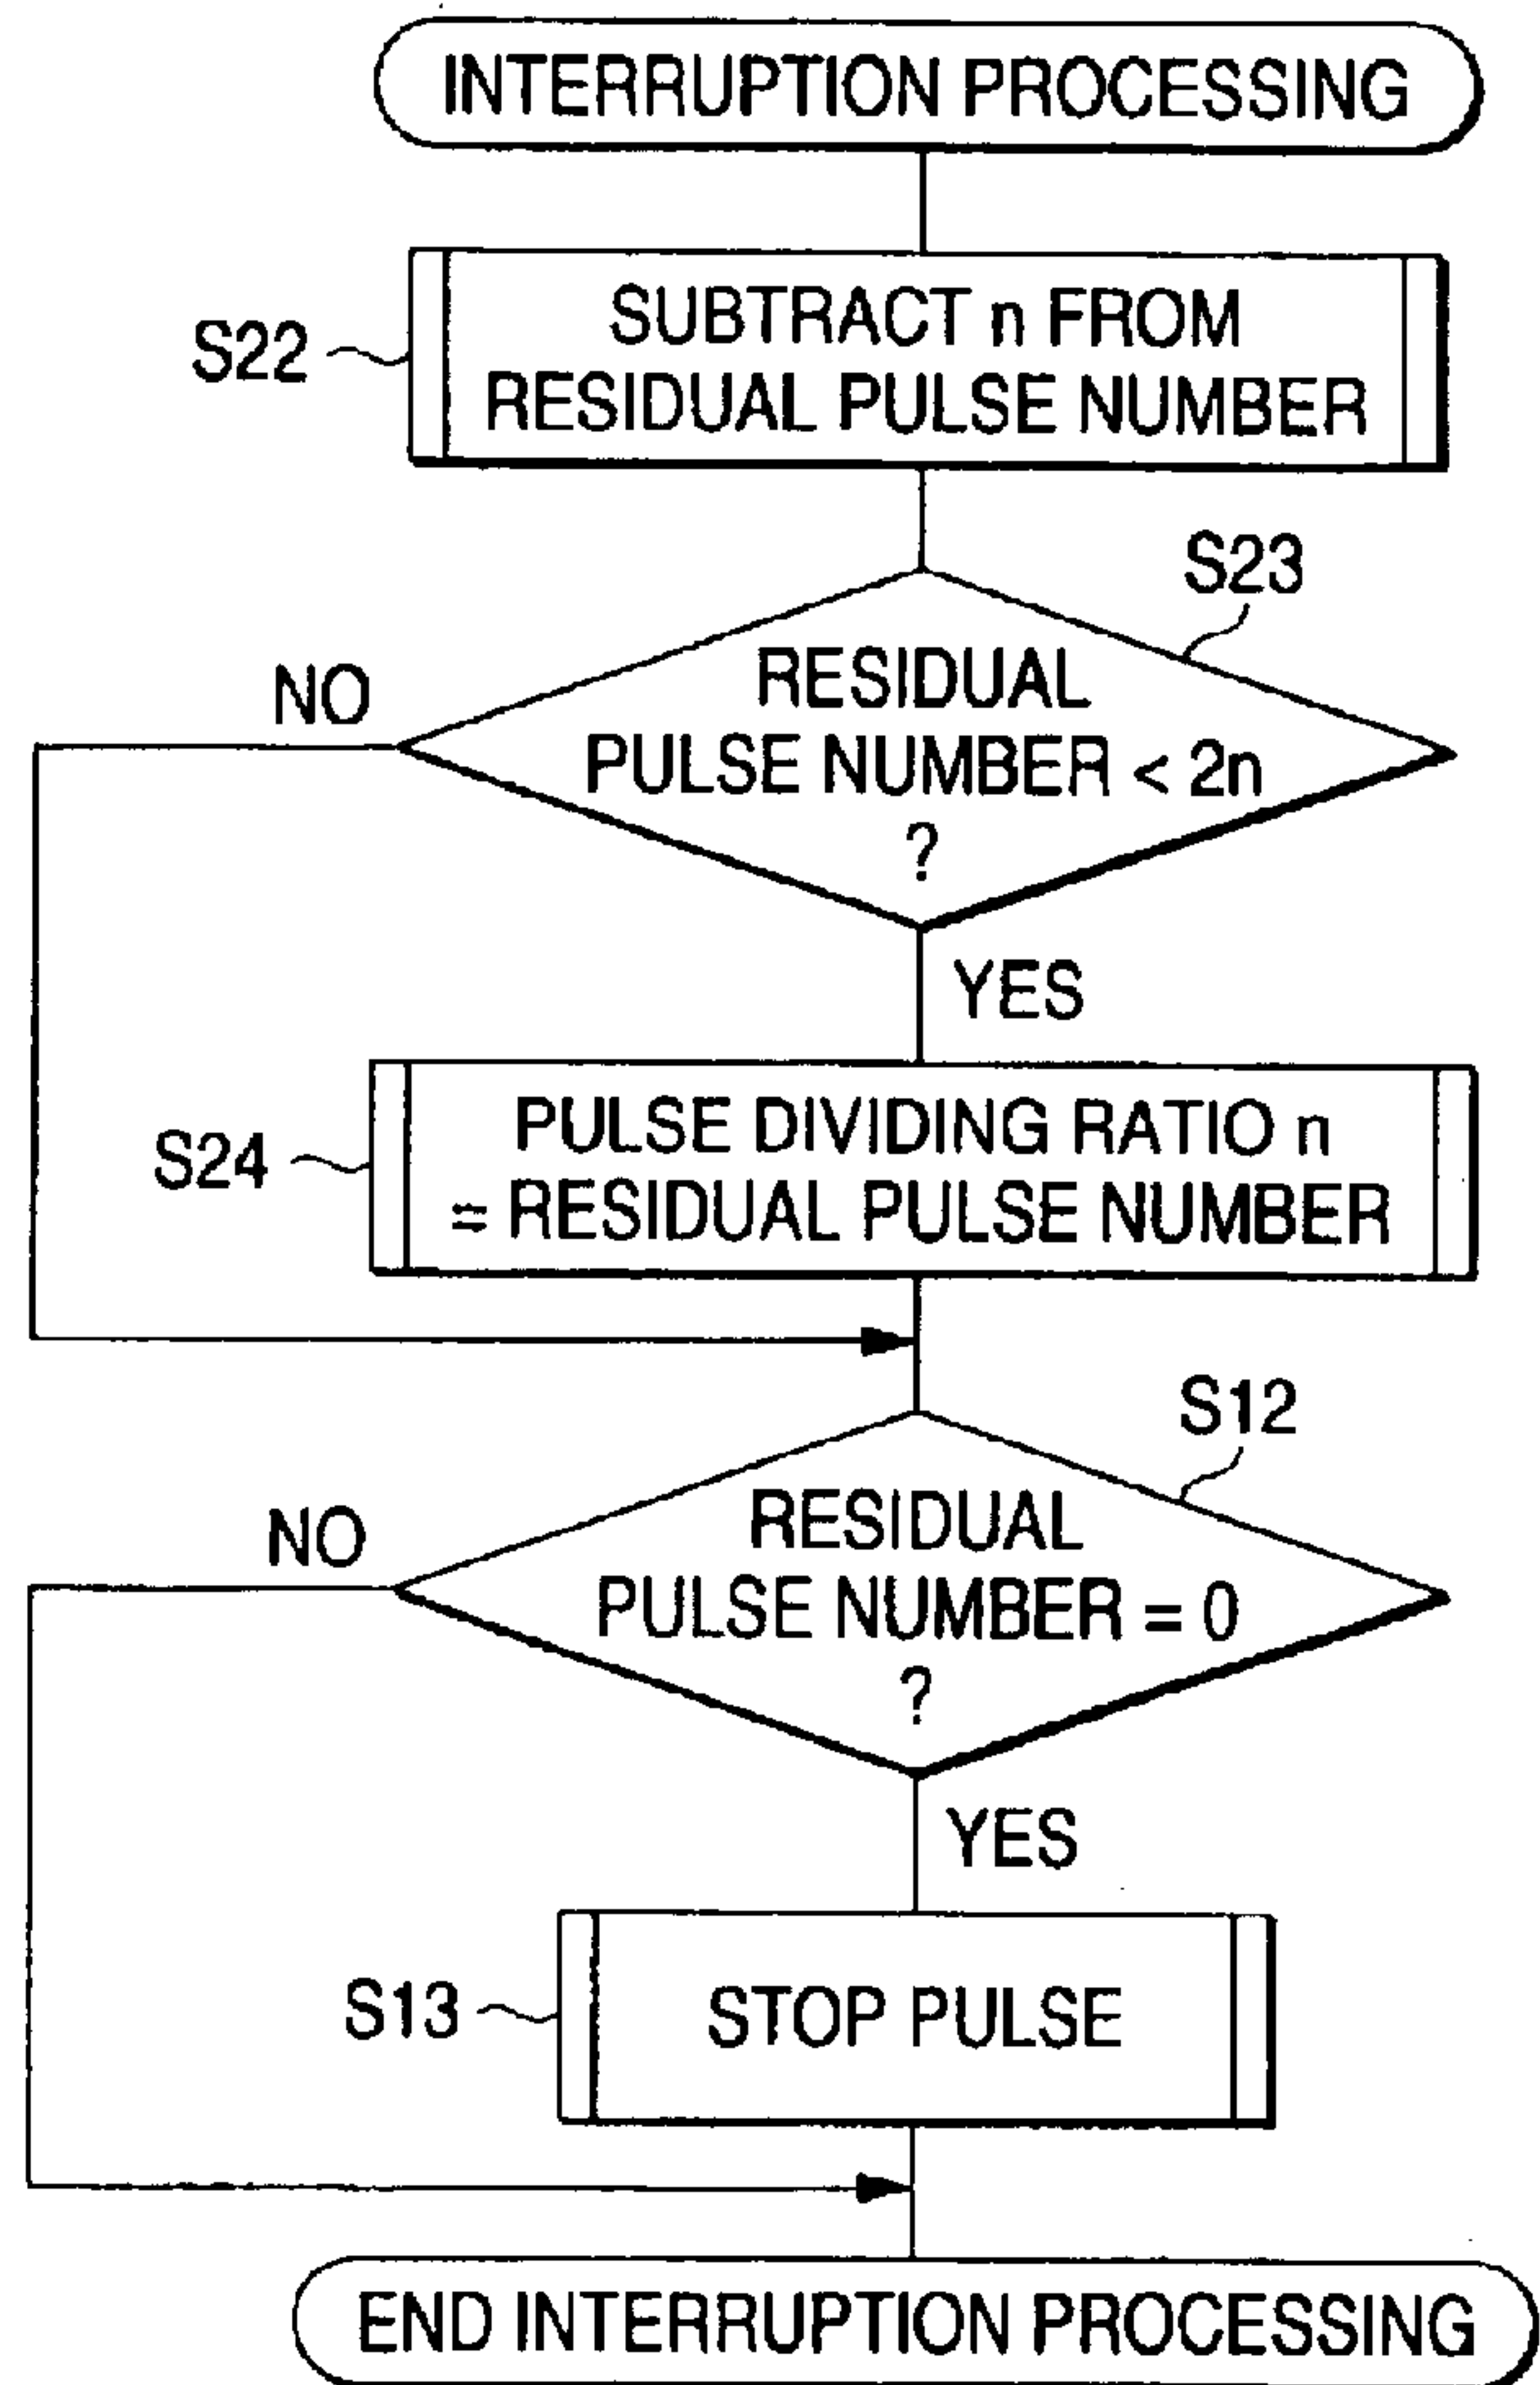 INTERRUPTION PROCESSING
S22
SUBTRACT n FROM
RESIDUAL PULSE NUMBER
S23
NO
RESIDUAL
PULSE NUMBER < 2n
?
YES
S24
PULSE DIVIDING RATIO n
= RESIDUAL PULSE NUMBER
S12
NO
RESIDUAL
PULSE NUMBER = 0
?
YES
S13
STOP PULSE
END INTERRUPTION PROCESSING